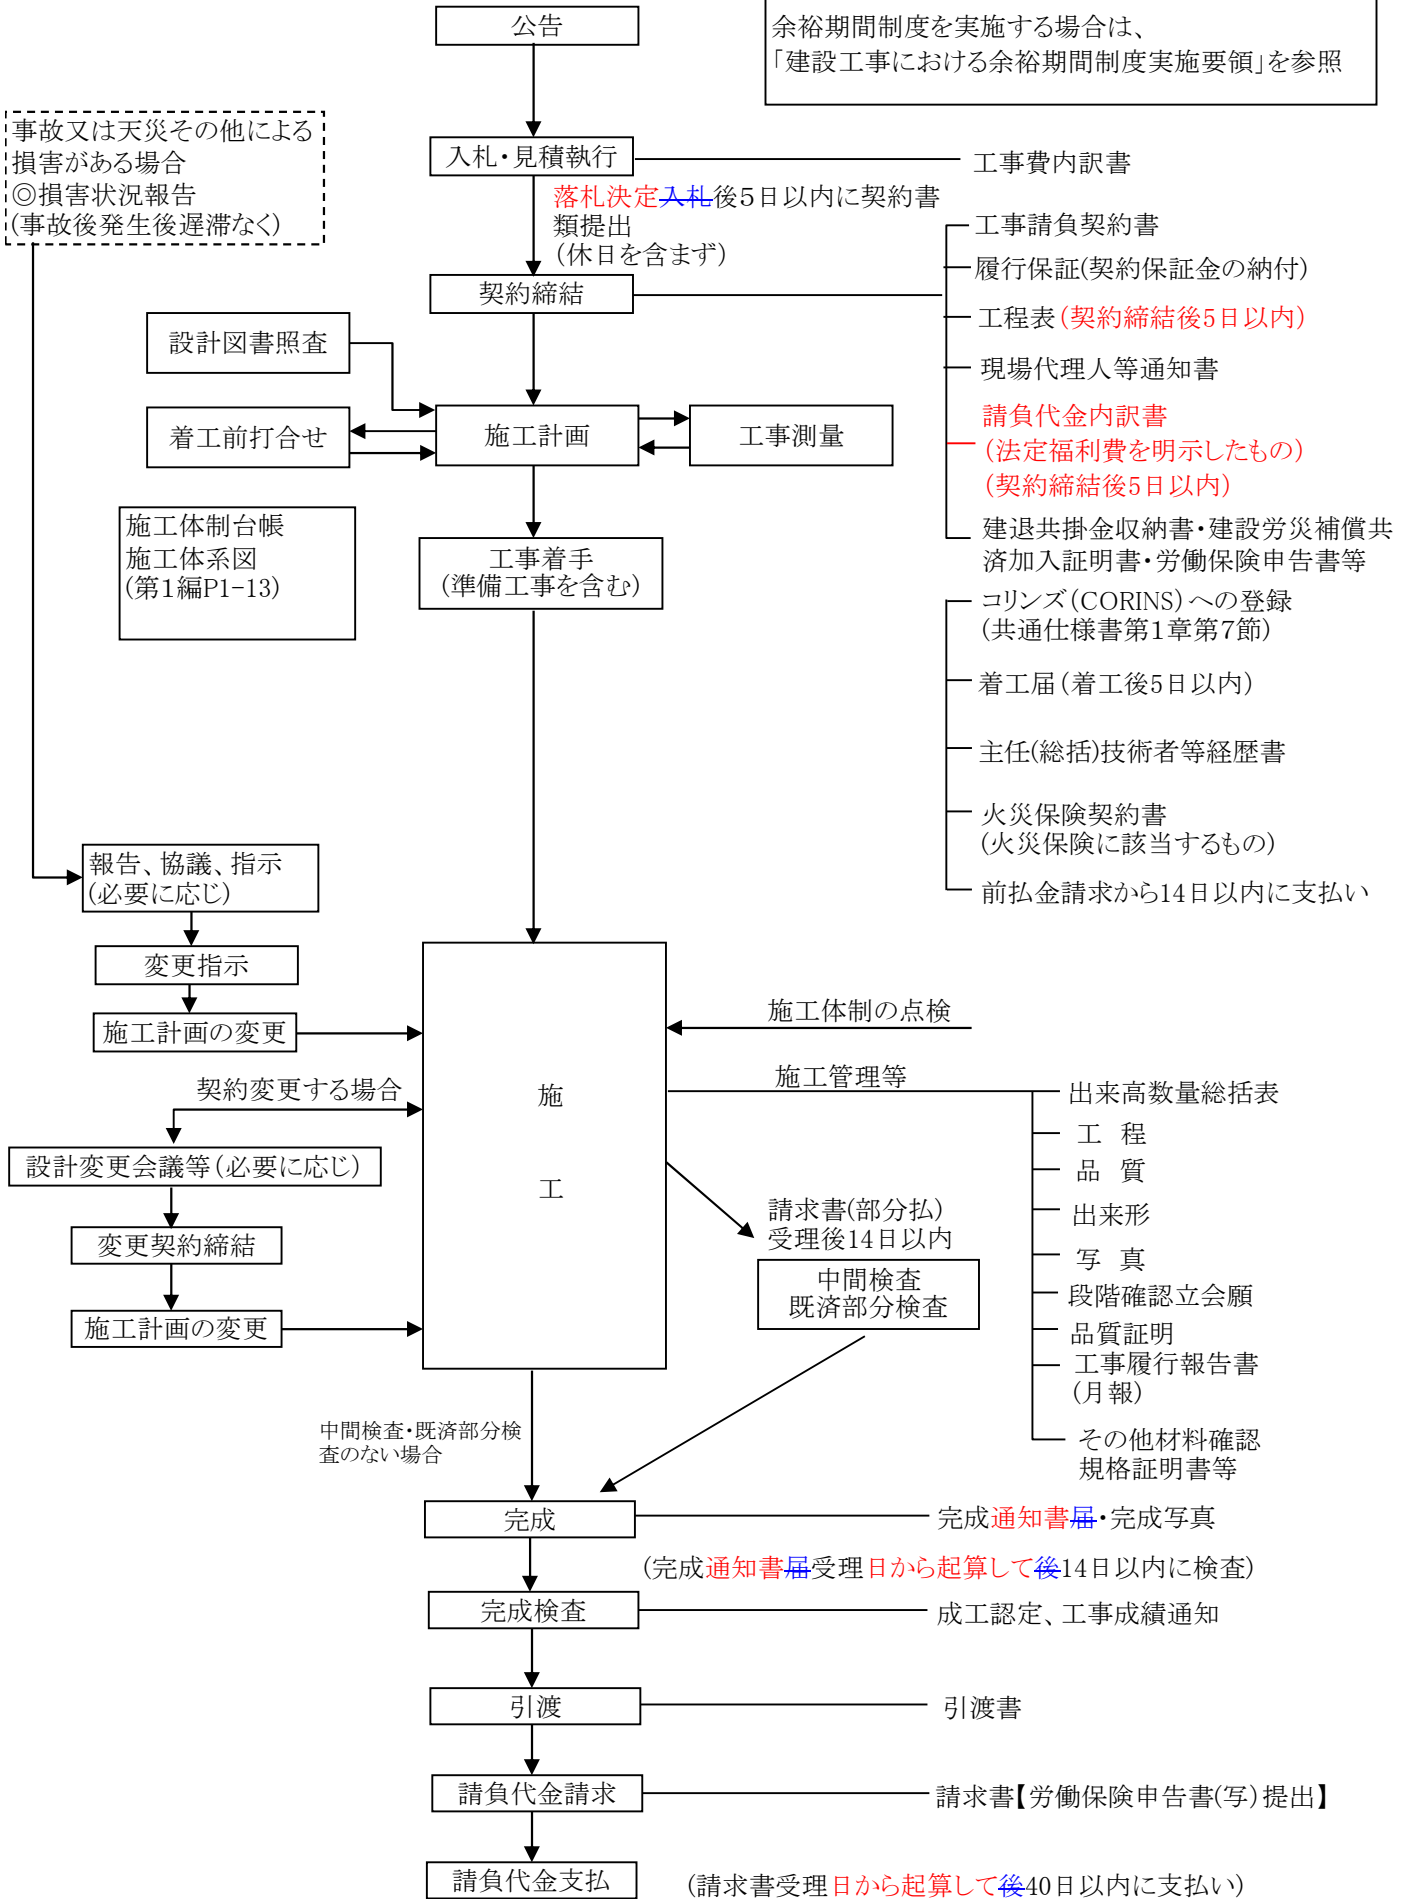 公告
余裕期間制度を実施する場合は、
「建設工事における余裕期間制度実施要領」を参照
事故又は天災その他による
損害がある場合
◎損害状況報告
(事故後発生後遅滞なく)
入札・見積執行
工事費内訳書
落札決定入札後5日以内に契約書
類提出
(休日を含まず)
契約締結
工事請負契約書
履行保証(契約保証金の納付)
工程表(契約締結後5日以内)
現場代理人等通知書
請負代金内訳書
(法定福利費を明示したもの)
(契約締結後5日以内)
建退共掛金収納書・建設労災補償共
済加入証明書・労働保険申告書等
設計図書照査
着工前打合せ
施工計画
工事測量
施工体制台帳
施工体系図
(第1編P1-13)
工事着手
(準備工事を含む)
コリンズ(CORINS)への登録
(共通仕様書第1章第7節)
着工届(着工後5日以内)
主任(総括)技術者等経歴書
火災保険契約書
(火災保険に該当するもの)
前払金請求から14日以内に支払い
報告、協議、指示
(必要に応じ)
変更指示
施工計画の変更
契約変更する場合
設計変更会議等(必要に応じ)
変更契約締結
施工計画の変更
施
工
施工体制の点検
施工管理等
出来高数量総括表
工 程
品 質
出来形
写 真
段階確認立会願
品質証明
工事履行報告書
(月報)
その他材料確認
規格証明書等
請求書(部分払)
受理後14日以内
中間検査
既済部分検査
中間検査・既済部分検
査のない場合
完成
完成通知書届・完成写真
(完成通知書届受理日から起算して後14日以内に検査)
完成検査
成工認定、工事成績通知
引渡
引渡書
請負代金請求
請求書【労働保険申告書(写)提出】
請負代金支払
(請求書受理日から起算して後40日以内に支払い)